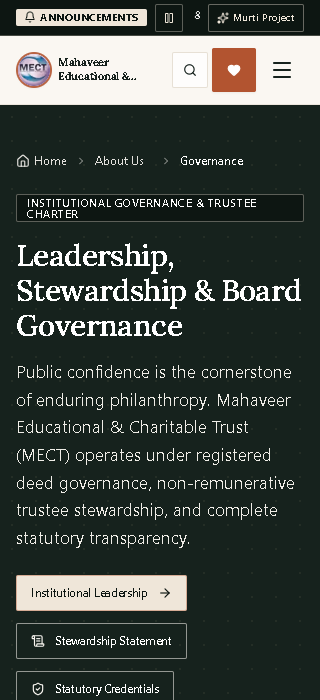 ANNOUNCEMENTS
8
Murti Project
MECT
Mahaveer
Educational &...
Home
About Us
Governance
INSTITUTIONAL GOVERNANCE & TRUSTEE
CHARTER
Leadership,
Stewardship & Board
Governance
Public confidence is the cornerstone
of enduring philanthropy. Mahaveer
Educational & Charitable Trust
(MECT) operates under registered
deed governance, non-remunerative
trustee stewardship, and complete
statutory transparency.
Institutional Leadership
Stewardship Statement
Statutory Credentials